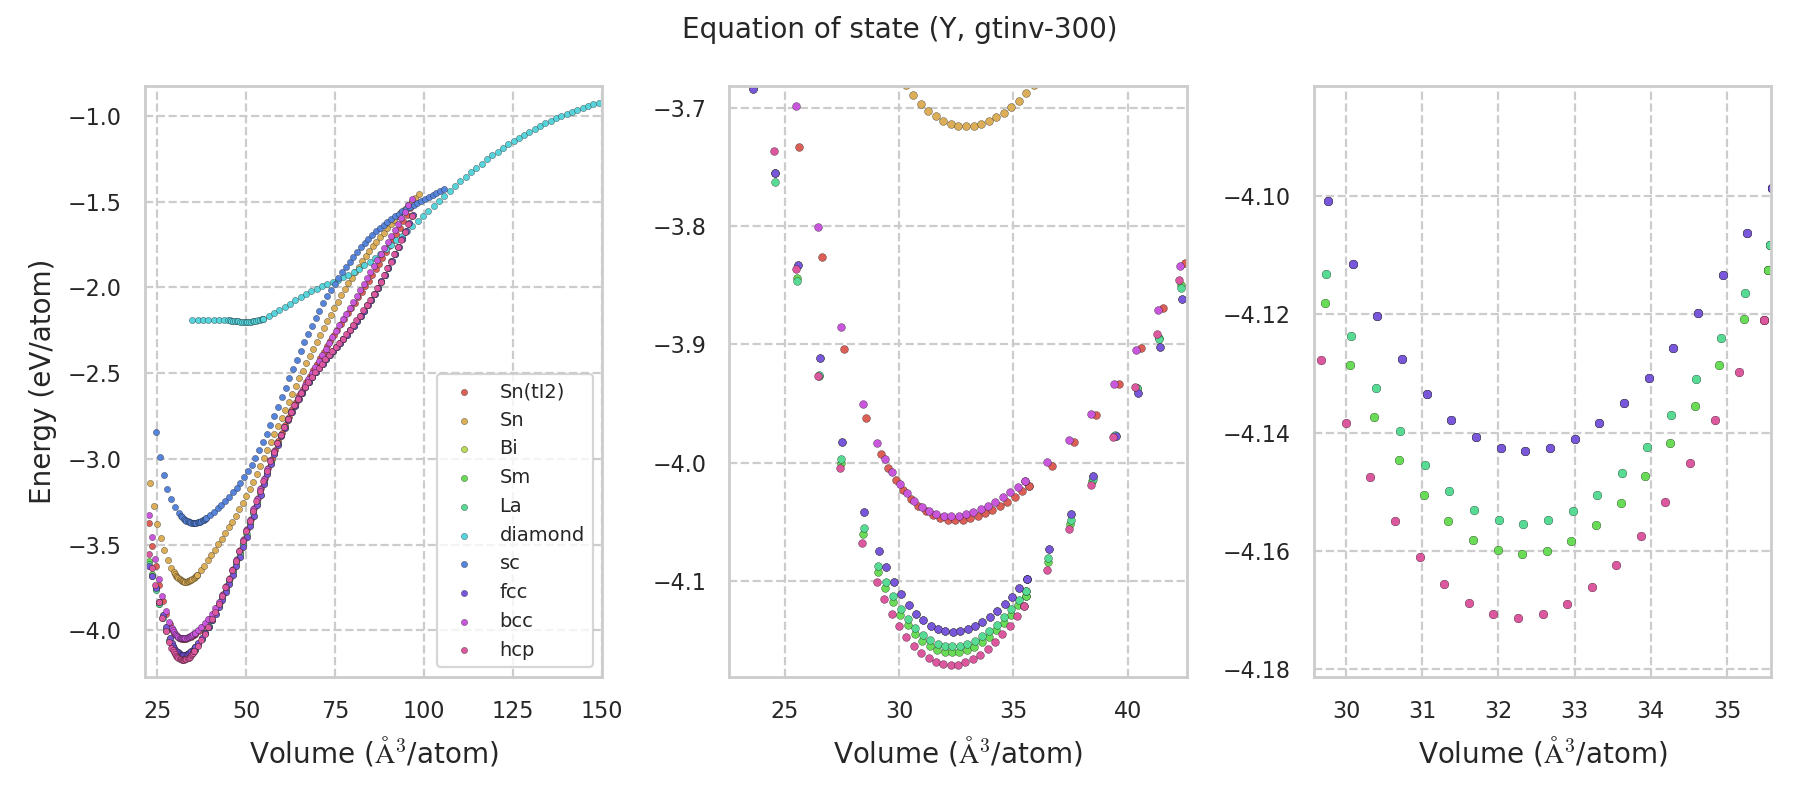 Equation of state (Y, gtinv-300)
Energy (eV/atom)
−1.0
−1.5
−2.0
−2.5
−3.0
−3.5
−4.0
25 50 75 100 125 150
Volume (Å³/atom)
Sn(tI2)
Sn
Bi
Sm
La
diamond
sc
fcc
bcc
hcp
−3.7
−3.8
−3.9
−4.0
−4.1
25 30 35 40
Volume (Å³/atom)
−4.10
−4.12
−4.14
−4.16
−4.18
30 31 32 33 34 35
Volume (Å³/atom)